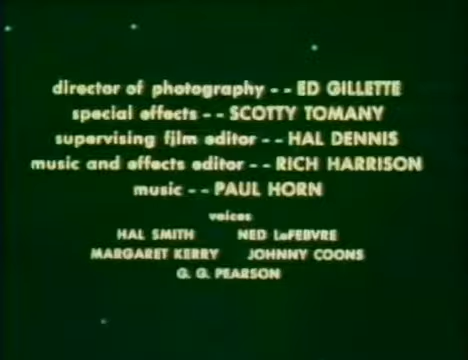 director of photography - - ED GILLETTE
special effects - - SCOTTY TOMANY
supervising film editor - - HAL DENNIS
music and effects editor - - RICH HARRISON
music - - PAUL HORN
voices
HAL SMITH NED LeFEBVRE
MARGARET KERRY JOHNNY COONS
G. G. PEARSON